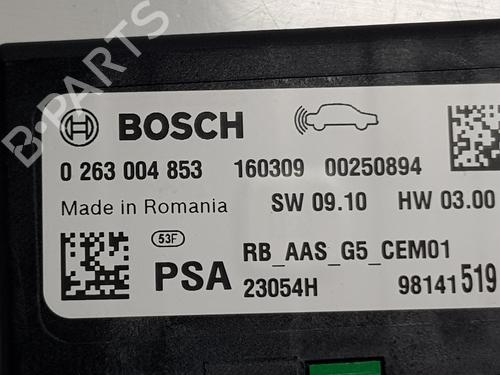 B-PARTS
BOSCH
0 263 004 853 160309 00250894
Made in Romania SW 09.10 HW 03.00
53F
PSA RB_AAS_G5_CEM01
23054H 98141519